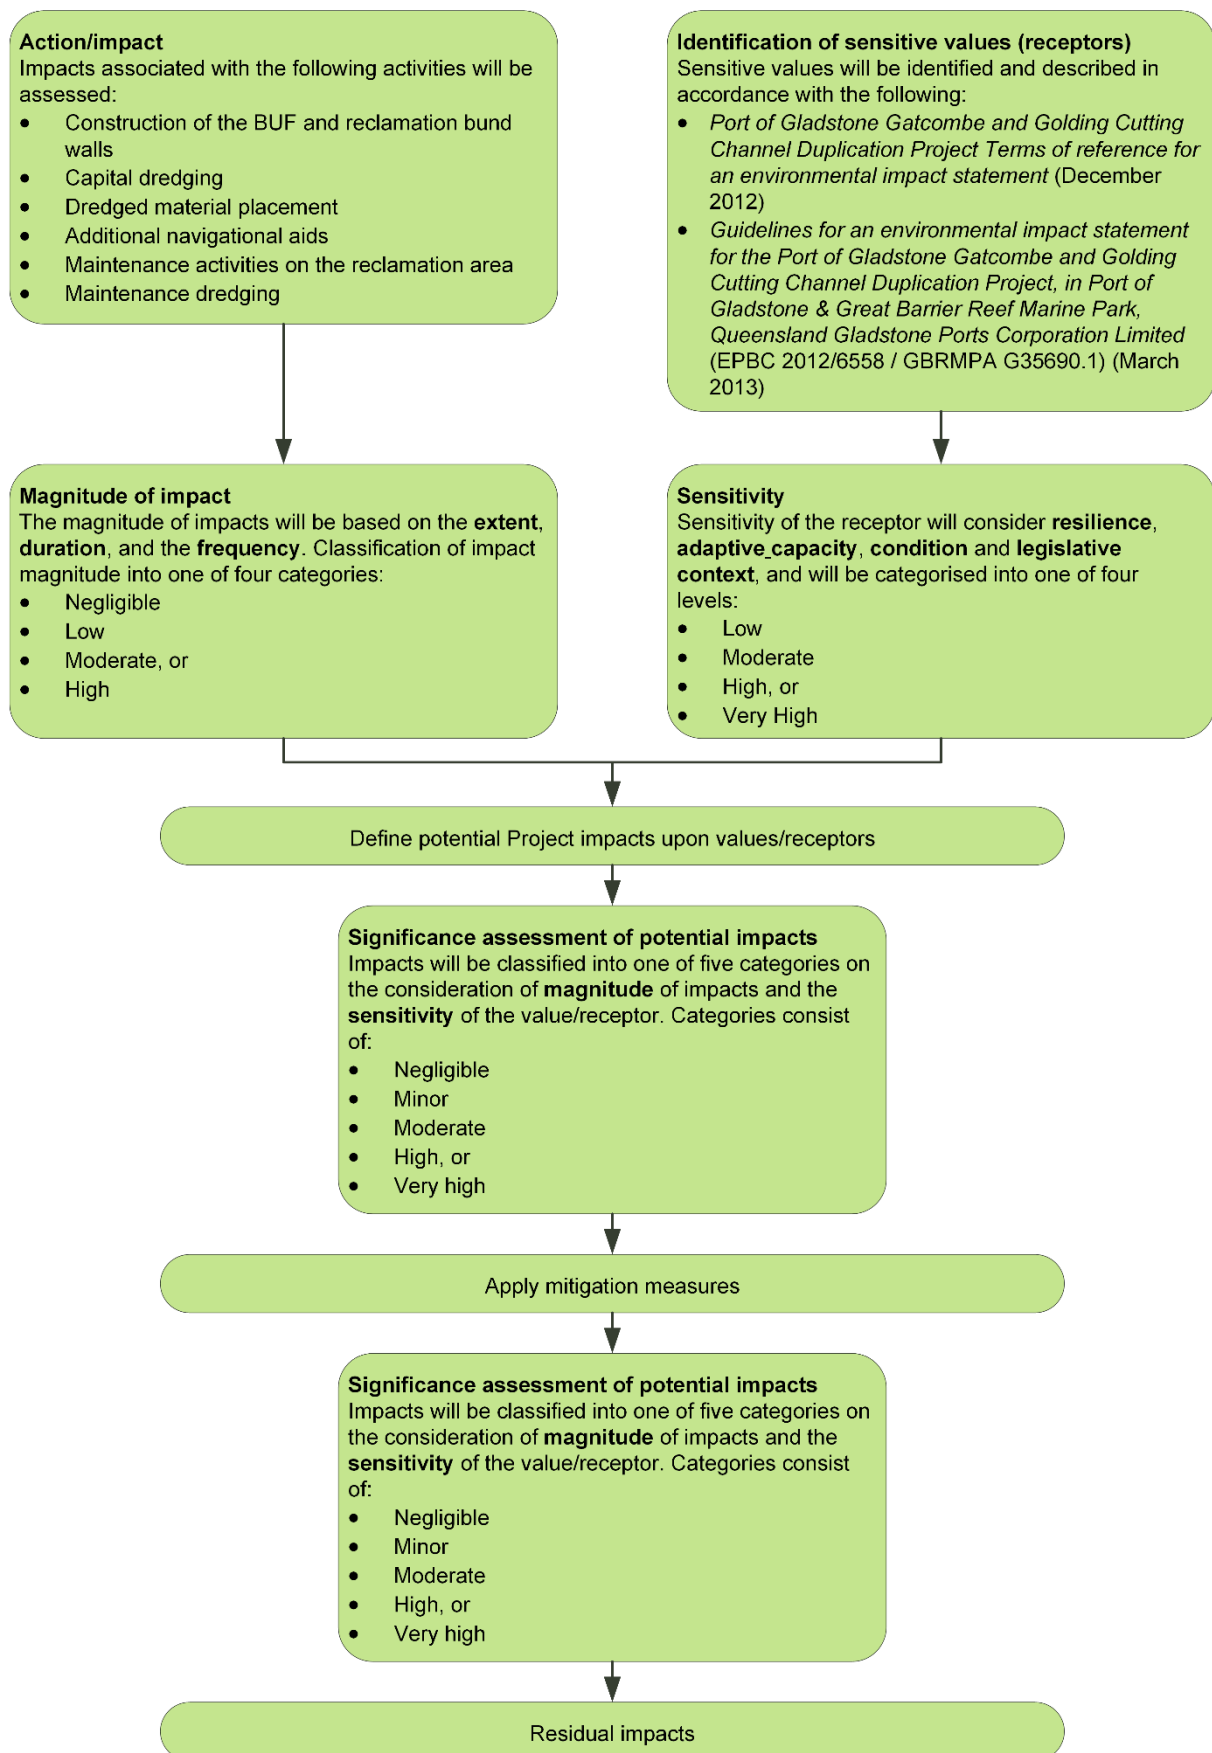 Action/impact
Impacts associated with the following activities will be
assessed:
• Construction of the BUF and reclamation bund
walls
• Capital dredging
• Dredged material placement
• Additional navigational aids
• Maintenance activities on the reclamation area
• Maintenance dredging
Identification of sensitive values (receptors)
Sensitive values will be identified and described in
accordance with the following:
• Port of Gladstone Gatcombe and Golding Cutting
Channel Duplication Project Terms of reference for
an environmental impact statement (December
2012)
• Guidelines for an environmental impact statement
for the Port of Gladstone Gatcombe and Golding
Cutting Channel Duplication Project, in Port of
Gladstone & Great Barrier Reef Marine Park,
Queensland Gladstone Ports Corporation Limited
(EPBC 2012/6558 / GBRMPA G35690.1) (March
2013)
Magnitude of impact
The magnitude of impacts will be based on the extent,
duration, and the frequency. Classification of impact
magnitude into one of four categories:
• Negligible
• Low
• Moderate, or
• High
Sensitivity
Sensitivity of the receptor will consider resilience,
adaptive_capacity, condition and legislative
context, and will be categorised into one of four
levels:
• Low
• Moderate
• High, or
• Very High
Define potential Project impacts upon values/receptors
Significance assessment of potential impacts
Impacts will be classified into one of five categories on
the consideration of magnitude of impacts and the
sensitivity of the value/receptor. Categories consist
of:
• Negligible
• Minor
• Moderate
• High, or
• Very high
Apply mitigation measures
Significance assessment of potential impacts
Impacts will be classified into one of five categories on
the consideration of magnitude of impacts and the
sensitivity of the value/receptor. Categories consist
of:
• Negligible
• Minor
• Moderate
• High, or
• Very high
Residual impacts